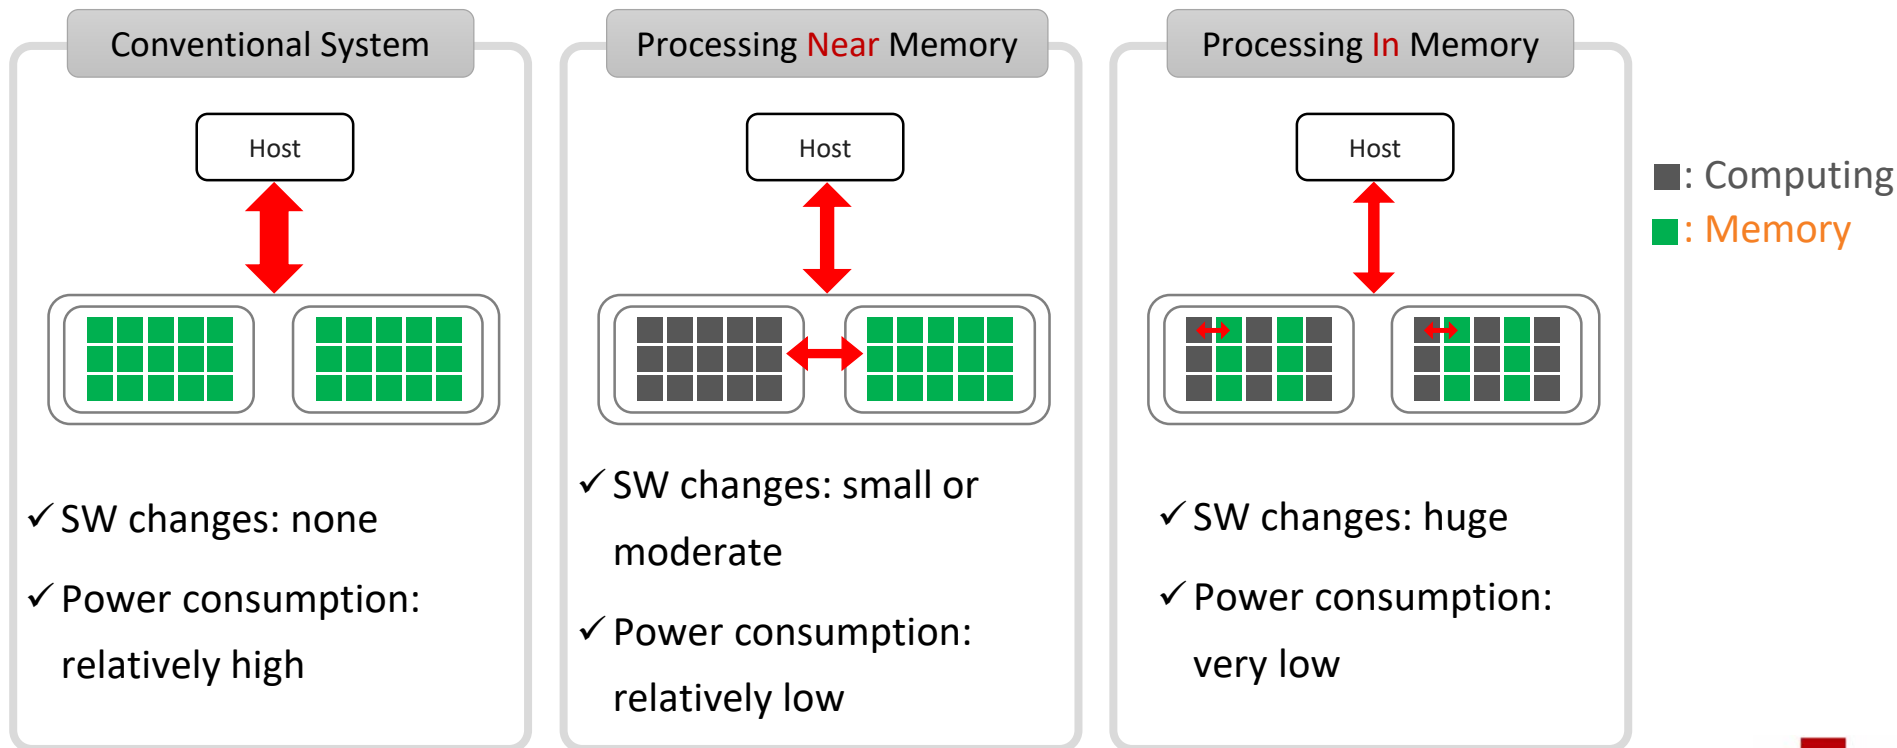 Conventional System
Host
✓ SW changes: none
✓ Power consumption:
relatively high
Processing Near Memory
Host
✓ SW changes: small or
moderate
✓ Power consumption:
relatively low
Processing In Memory
Host
✓ SW changes: huge
✓ Power consumption:
very low
: Computing
: Memory